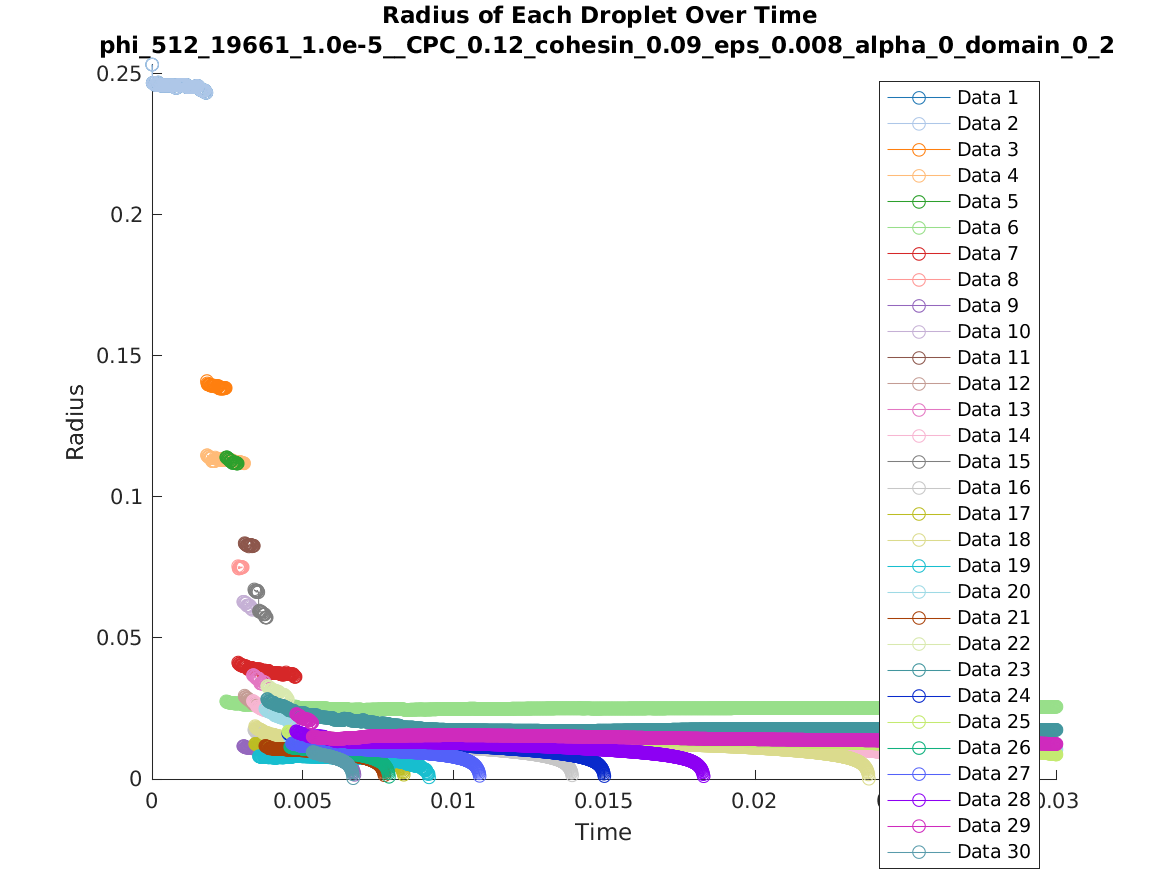 Radius of Each Droplet Over Time
phi_512_19661_1.0e-5__CPC_0.12_cohesin_0.09_eps_0.008_alpha_0_domain_0_2
0.25
0.2
0.15
0.1
0.05
0
Radius
0
0.005
0.01
0.015
0.02
0.03
Time
Data 1
Data 2
Data 3
Data 4
Data 5
Data 6
Data 7
Data 8
Data 9
Data 10
Data 11
Data 12
Data 13
Data 14
Data 15
Data 16
Data 17
Data 18
Data 19
Data 20
Data 21
Data 22
Data 23
Data 24
Data 25
Data 26
Data 27
Data 28
Data 29
Data 30